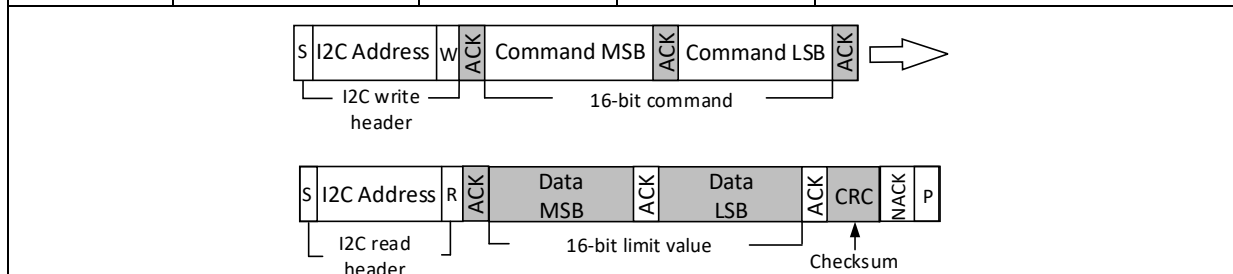 S I2C Address W ACK Command MSB ACK Command LSB ACK
I2C write
header
16-bit command
S I2C Address R ACK Data
MSB ACK Data
LSB ACK CRC NACK P
I2C read
header
16-bit limit value
Checksum